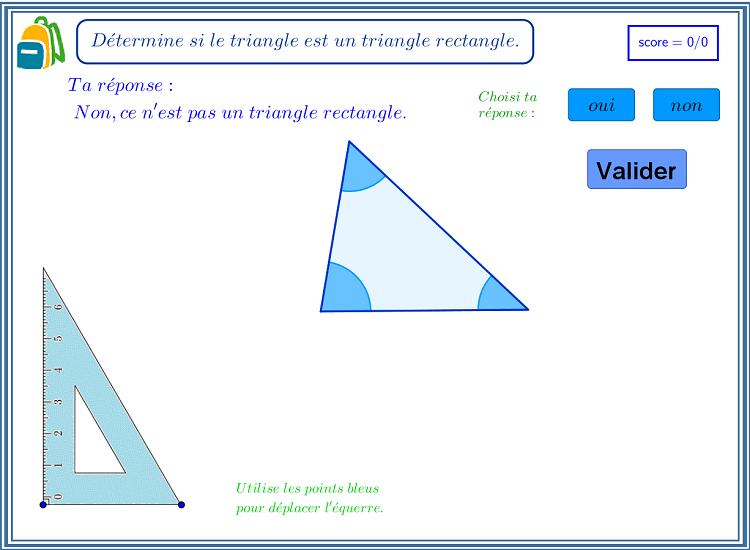 Détermine si le triangle est un triangle rectangle.
score = 0/0
Ta réponse :
Non, ce n'est pas un triangle rectangle.
Choisi ta
réponse :
oui
non
Valider
6
5
4
3
2
1
0
Utilise les points bleus
pour déplacer l'équerre.